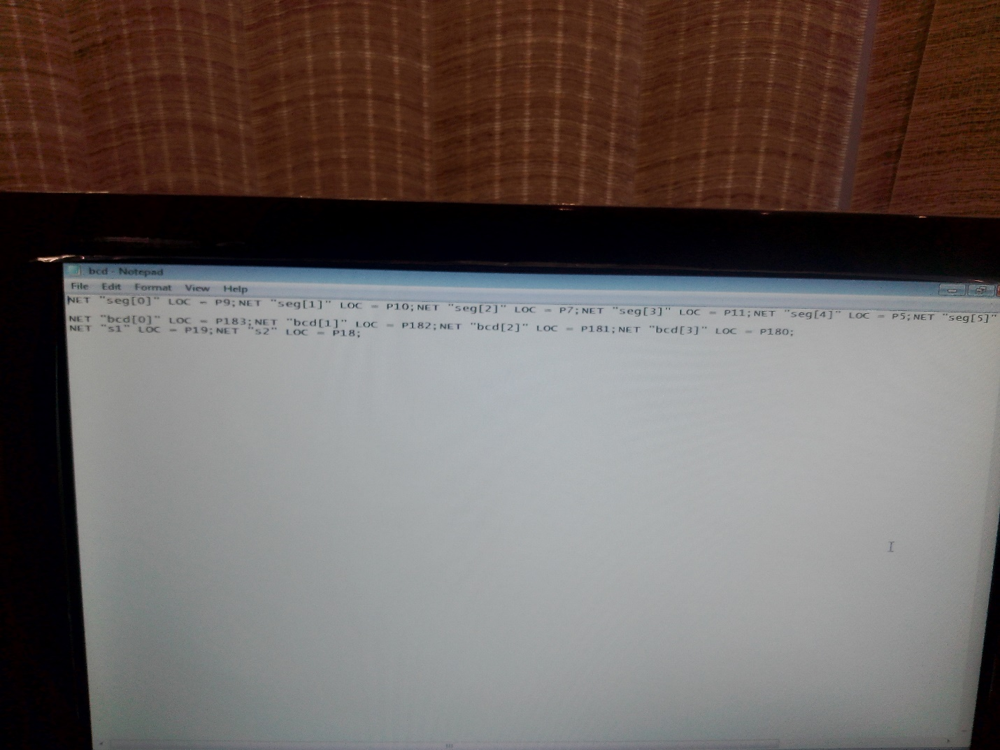 bcd - Notepad
File Edit Format View Help
NET "seg[0]" LOC = P9;NET "seg[1]" LOC = P10;NET "seg[2]" LOC = P7;NET "seg[3]" LOC = P11;NET "seg[4]" LOC = P5;NET "seg[5]"
NET "bcd[0]" LOC = P183;NET "bcd[1]" LOC = P182;NET "bcd[2]" LOC = P181;NET "bcd[3]" LOC = P180;
NET "s1" LOC = P19;NET "s2" LOC = P18;